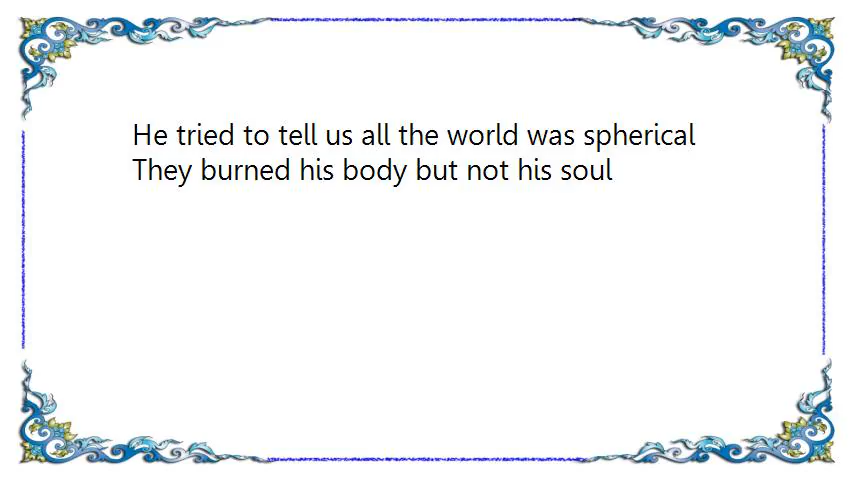 He tried to tell us all the world was spherical
They burned his body but not his soul